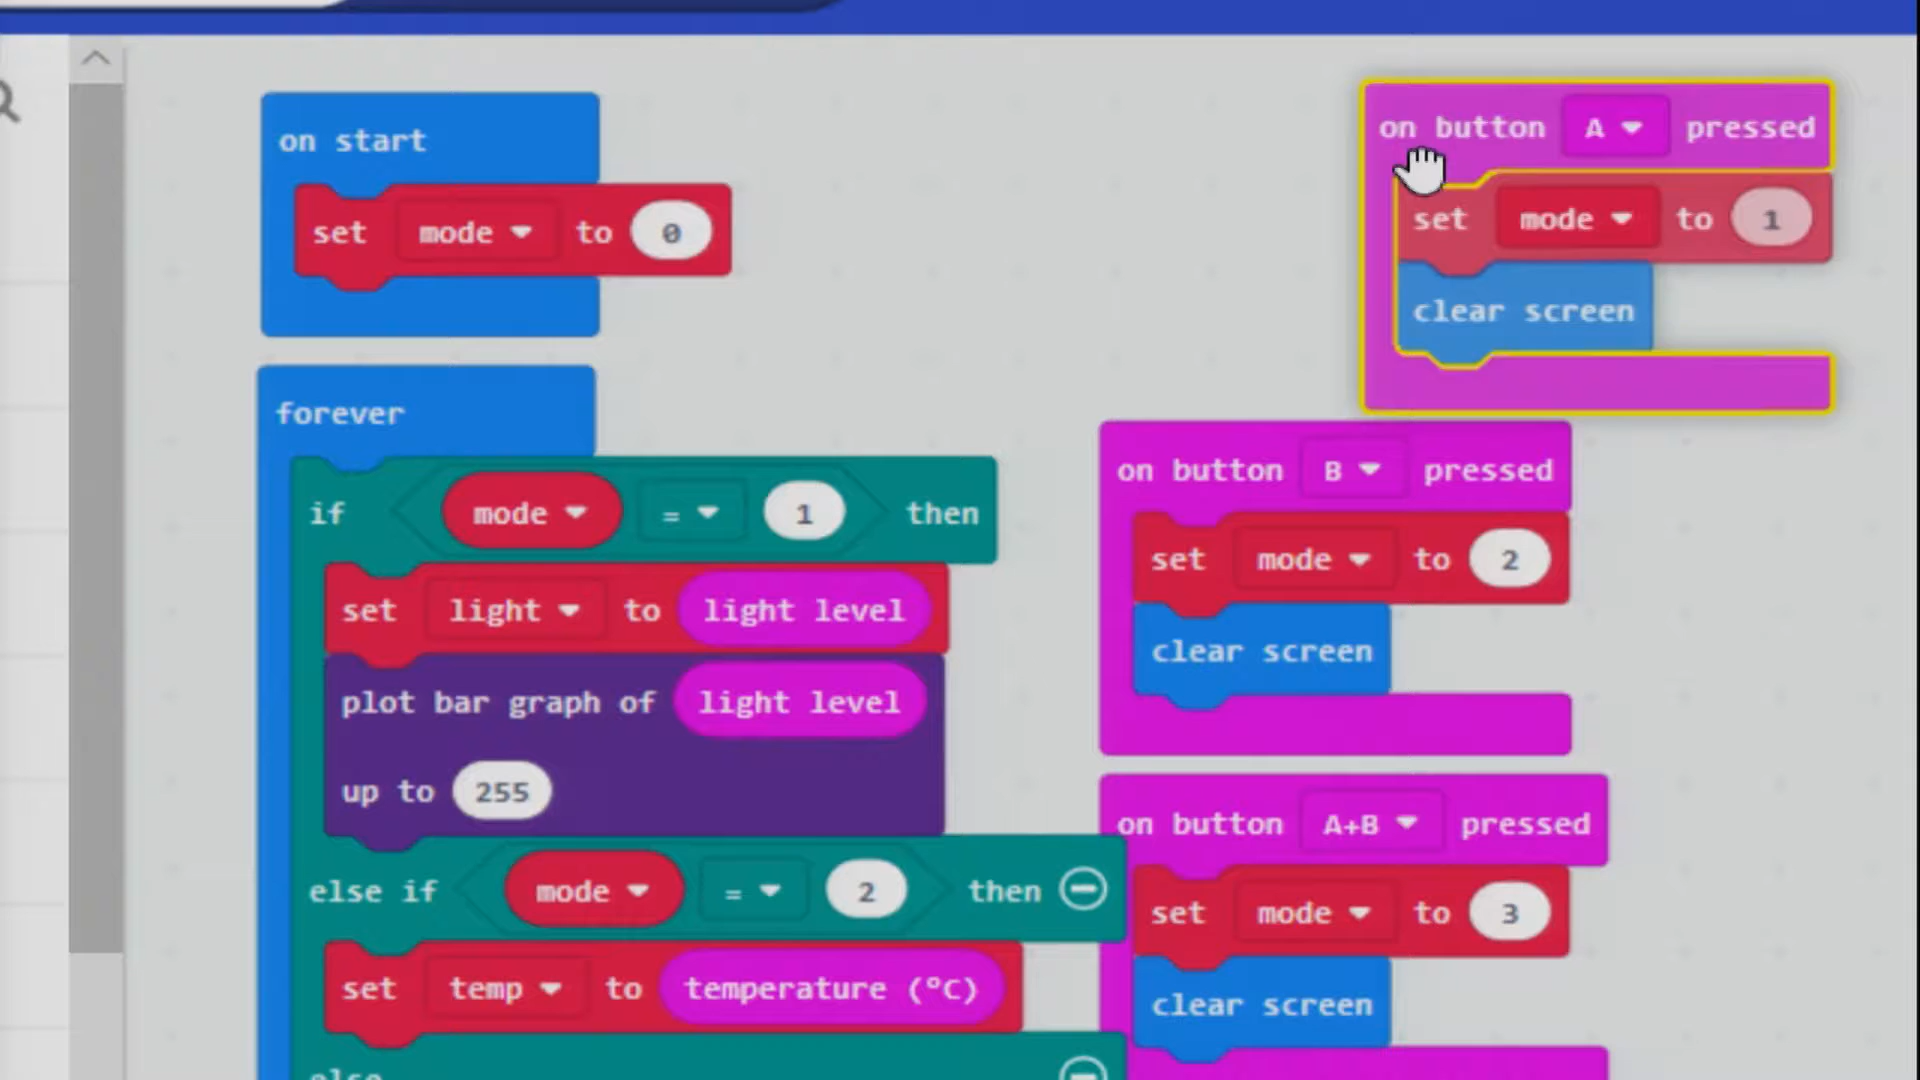 on start
set mode to 0
forever
if mode = 1 then
set light to light level
plot bar graph of light level
up to 255
else if mode = 2 then
set temp to temperature (°C)
else
on button A pressed
set mode to 1
clear screen
on button B pressed
set mode to 2
clear screen
on button A+B pressed
set mode to 3
clear screen